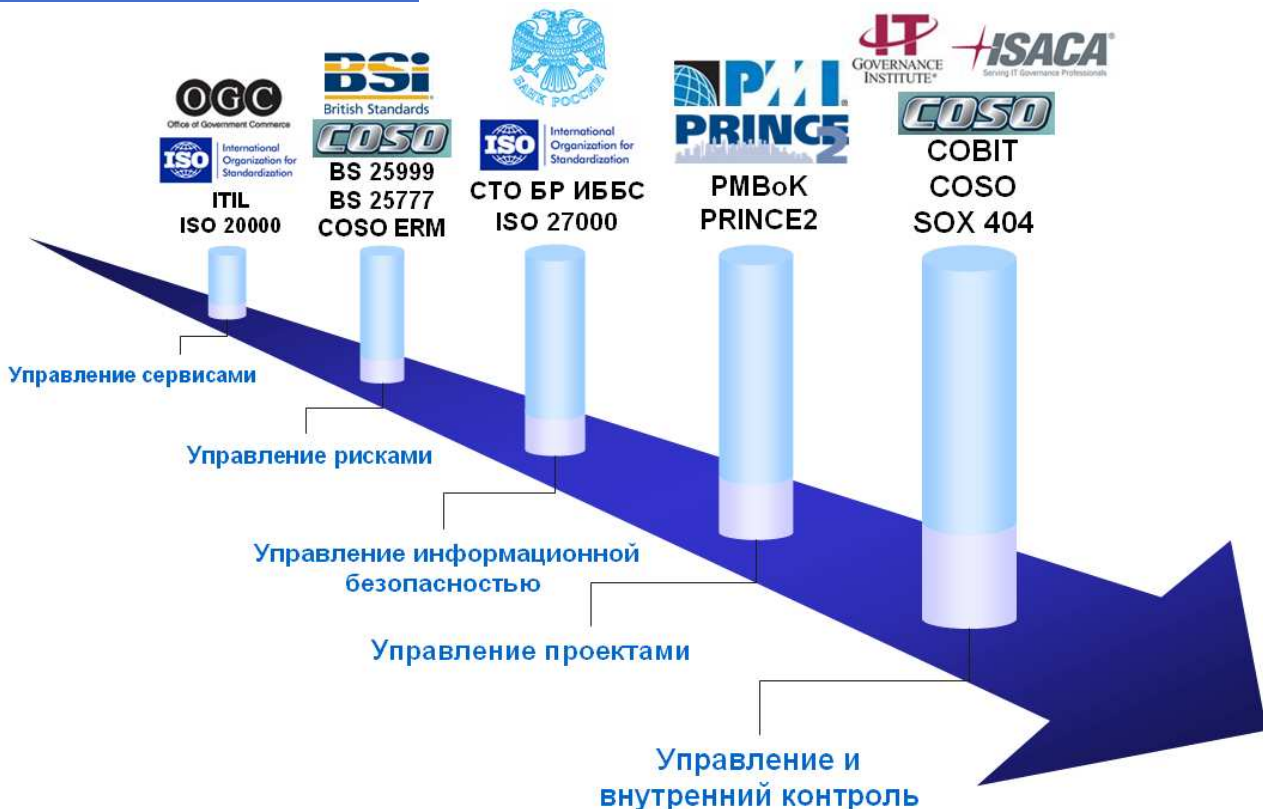 OGC
Office of Government Commerce
ISO
International
Organization for
Standardization
ITIL
ISO 20000
BSi
British Standards
COSO
BS 25999
BS 25777
COSO ERM
БАНК РОССИИ
ISO
International
Organization for
Standardization
СТО БР ИББС
ISO 27000
PMI
PRINCE2
PMBoK
PRINCE2
IT
GOVERNANCE
INSTITUTE®
ISACA®
Serving IT Governance Professionals
COSO
COBIT
COSO
SOX 404
Управление сервисами
Управление рисками
Управление информационной
безопасностью
Управление проектами
Управление и
внутренний контроль